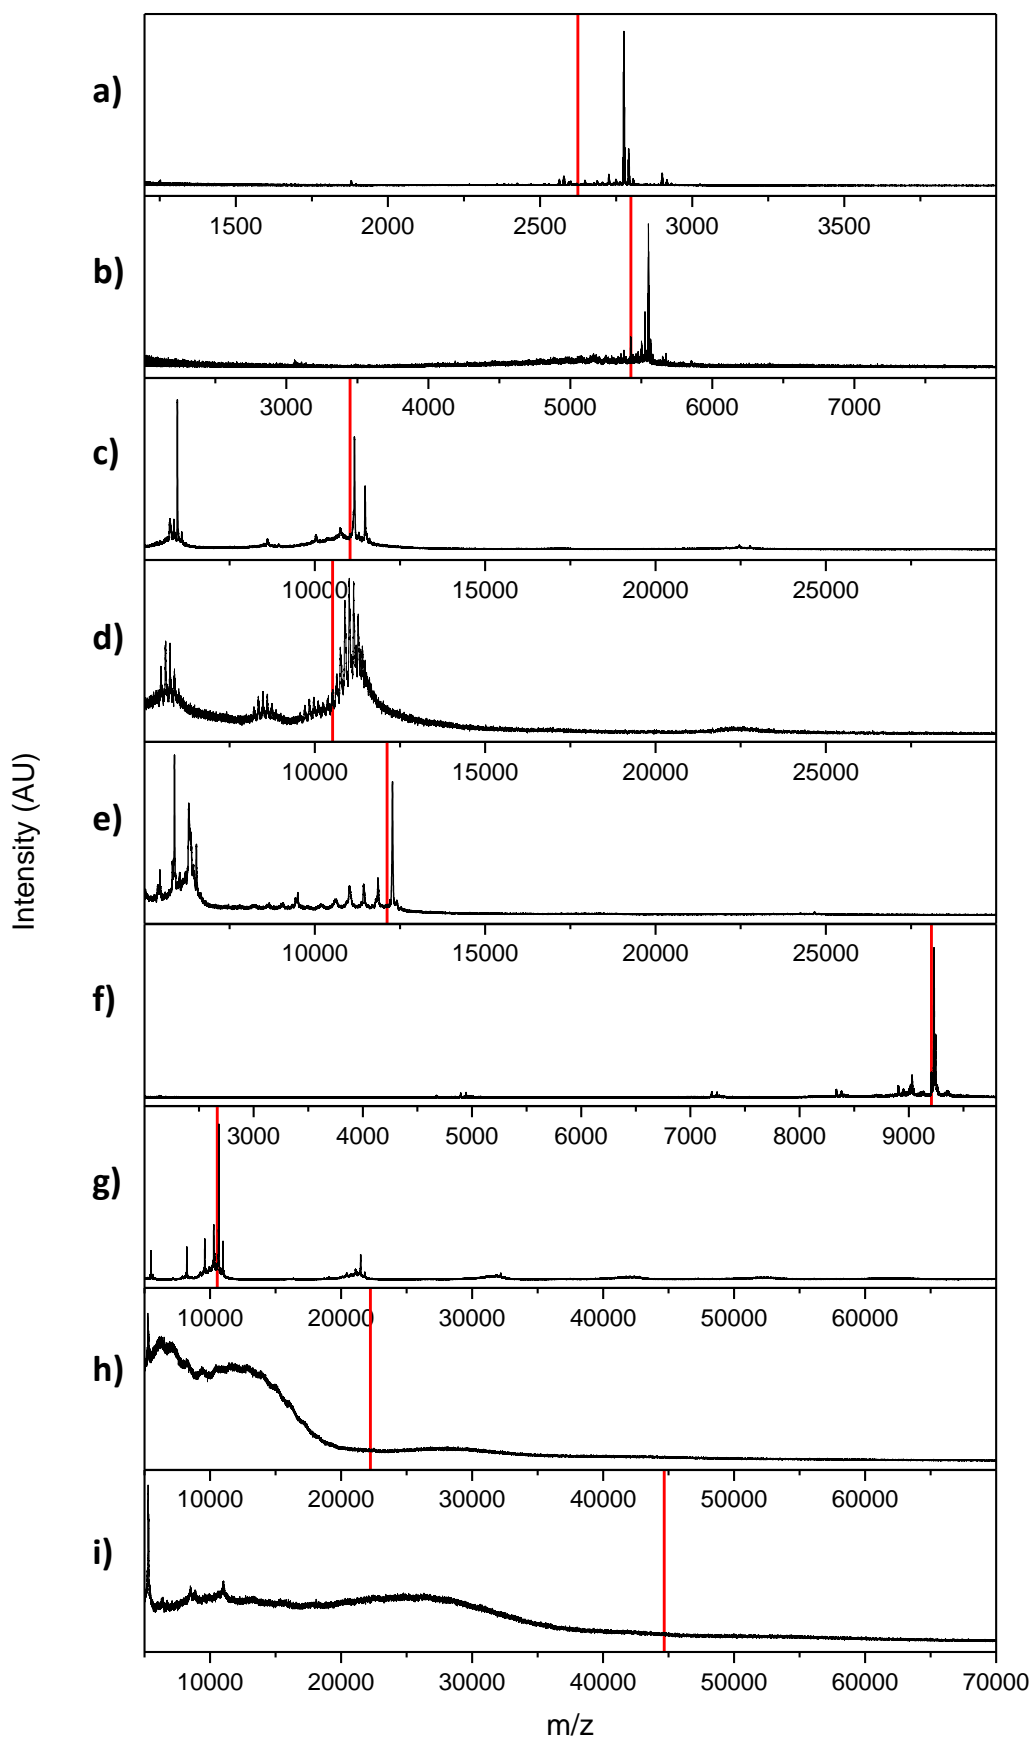 a)
1500 2000 2500 3000 3500
b)
3000 4000 5000 6000 7000
c)
10000 15000 20000 25000
d)
10000 15000 20000 25000
e)
10000 15000 20000 25000
f)
3000 4000 5000 6000 7000 8000 9000
g)
10000 20000 30000 40000 50000 60000
h)
10000 20000 30000 40000 50000 60000
i)
10000 20000 30000 40000 50000 60000 70000
m/z
Intensity (AU)